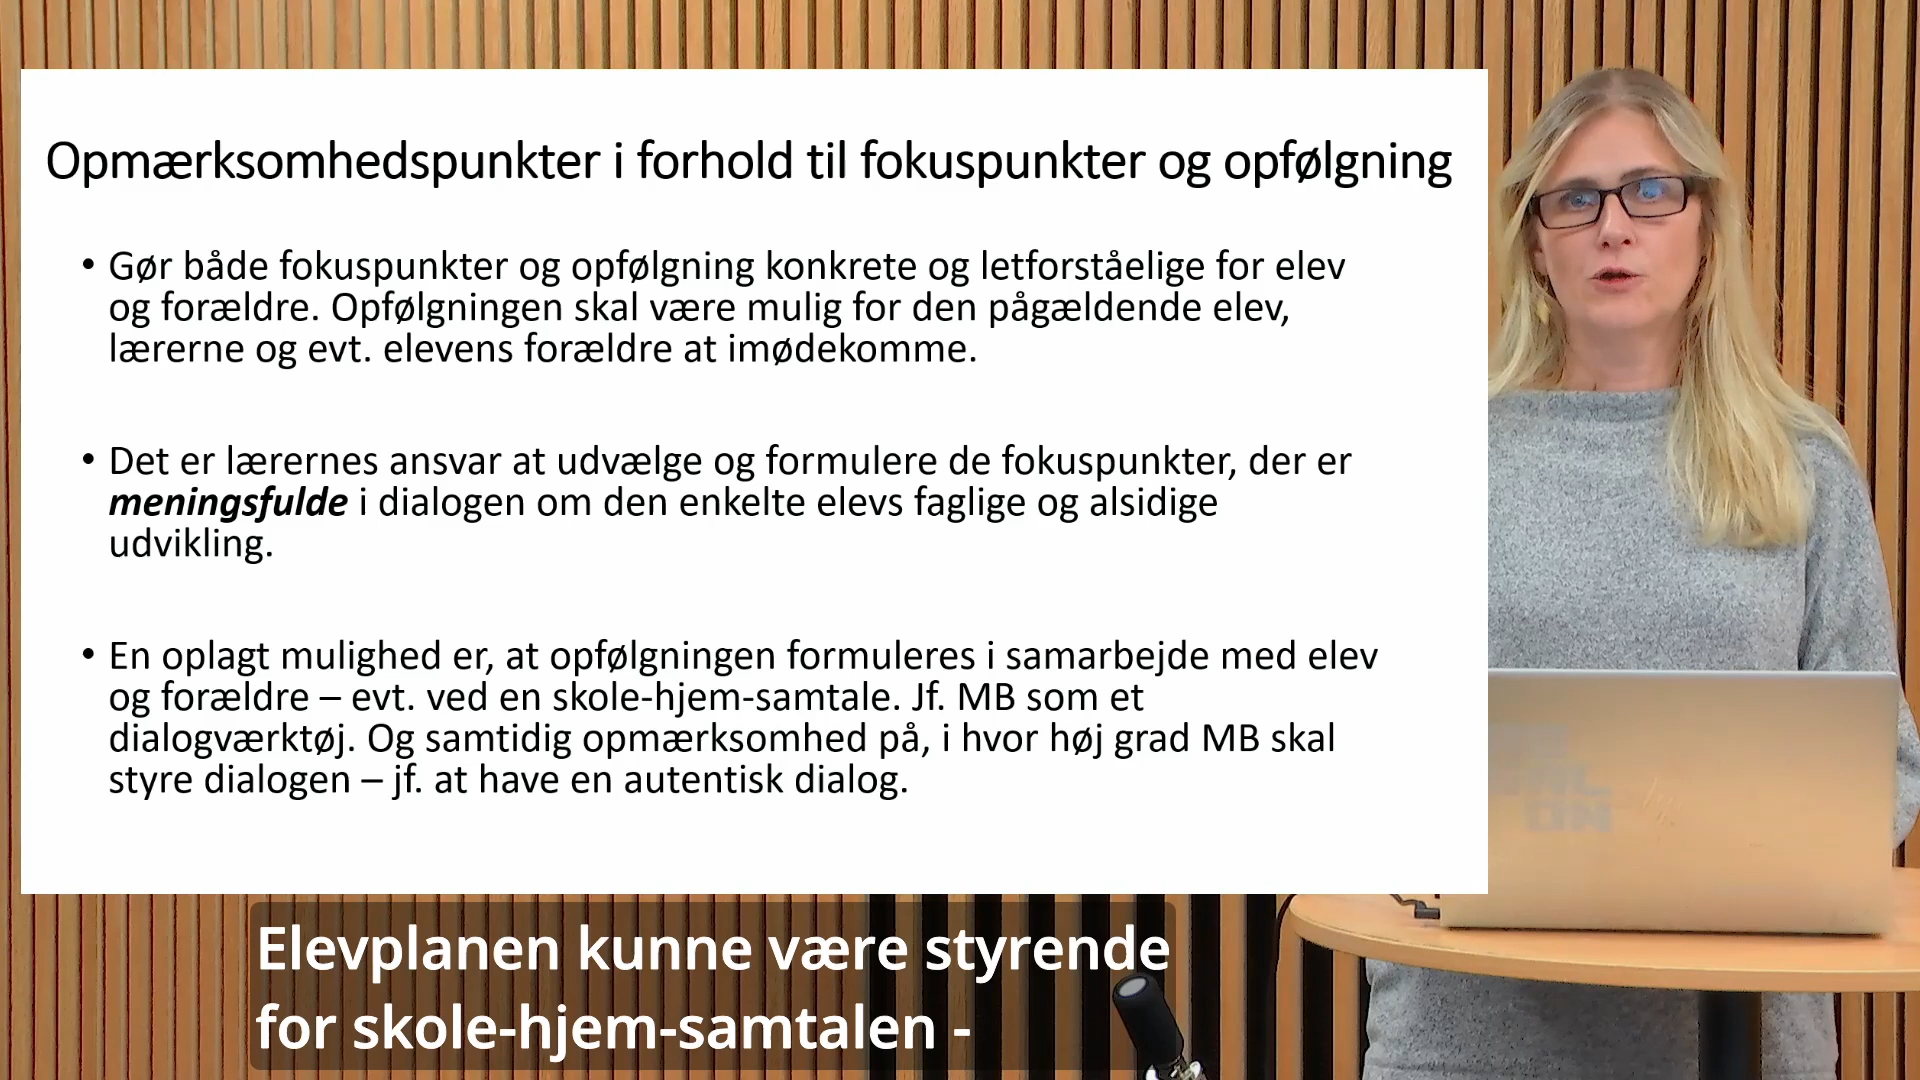 Opmærksomhedspunkter i forhold til fokuspunkter og opfølgning
• Gør både fokuspunkter og opfølgning konkrete og letforståelige for elev
og forældre. Opfølgningen skal være mulig for den pågældende elev,
lærerne og evt. elevens forældre at imødekomme.
• Det er lærernes ansvar at udvælge og formulere de fokuspunkter, der er
meningsfulde i dialogen om den enkelte elevs faglige og alsidige
udvikling.
• En oplagt mulighed er, at opfølgningen formuleres i samarbejde med elev
og forældre – evt. ved en skole-hjem-samtale. Jf. MB som et
dialogværktøj. Og samtidig opmærksomhed på, i hvor høj grad MB skal
styre dialogen – jf. at have en autentisk dialog.
Elevplanen kunne være styrende
for skole-hjem-samtalen -